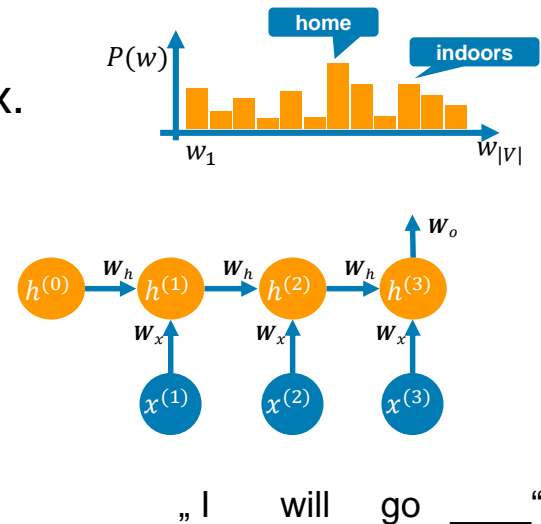 home
indoors
P(w)
x.
w₁ w|V|
Wₒ
Wₕ Wₕ Wₕ
h⁽⁰⁾ h⁽¹⁾ h⁽²⁾ h⁽³⁾
Wₓ Wₓ Wₓ
x⁽¹⁾ x⁽²⁾ x⁽³⁾
„ I will go ____“